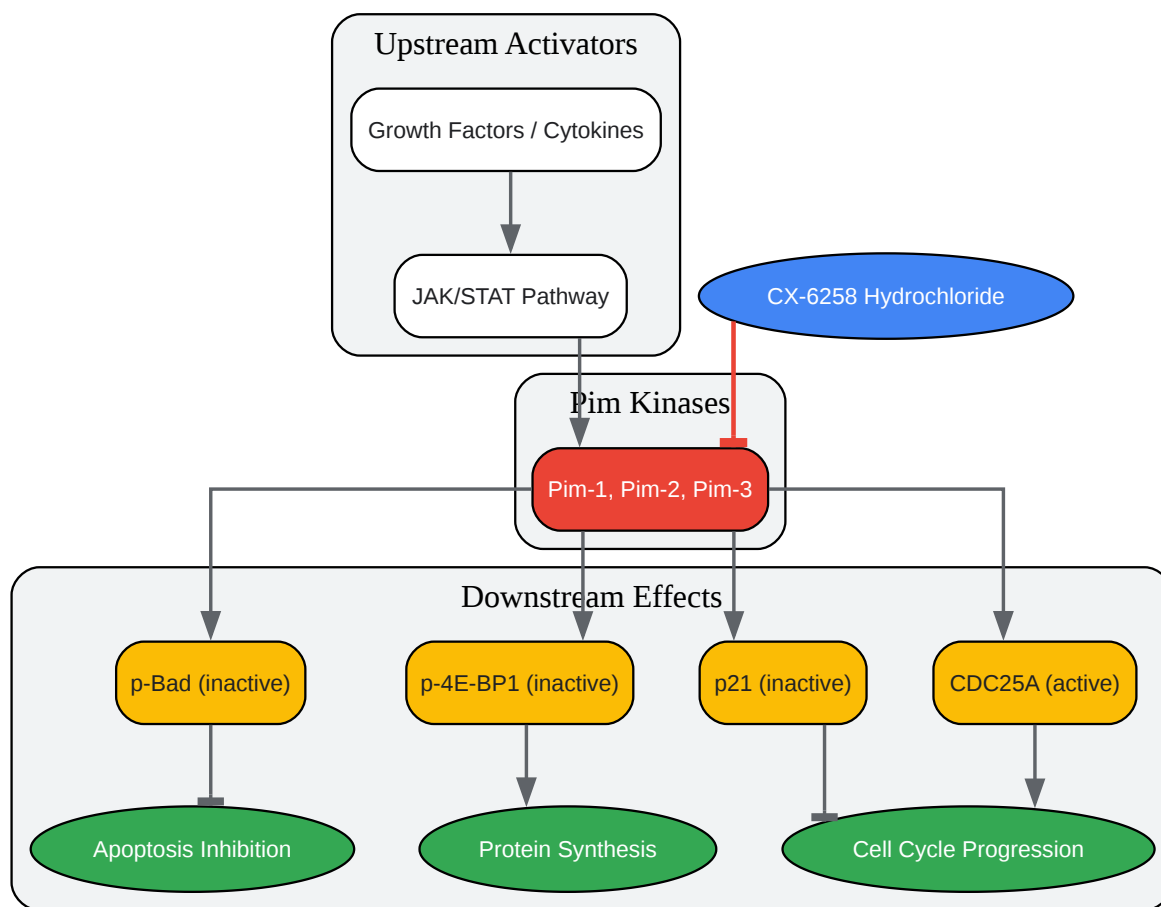 Upstream Activators
Growth Factors / Cytokines
JAK/STAT Pathway
CX-6258 Hydrochloride
Pim Kinases
Pim-1, Pim-2, Pim-3
Downstream Effects
p-Bad (inactive)
p-4E-BP1 (inactive)
p21 (inactive)
CDC25A (active)
Apoptosis Inhibition
Protein Synthesis
Cell Cycle Progression